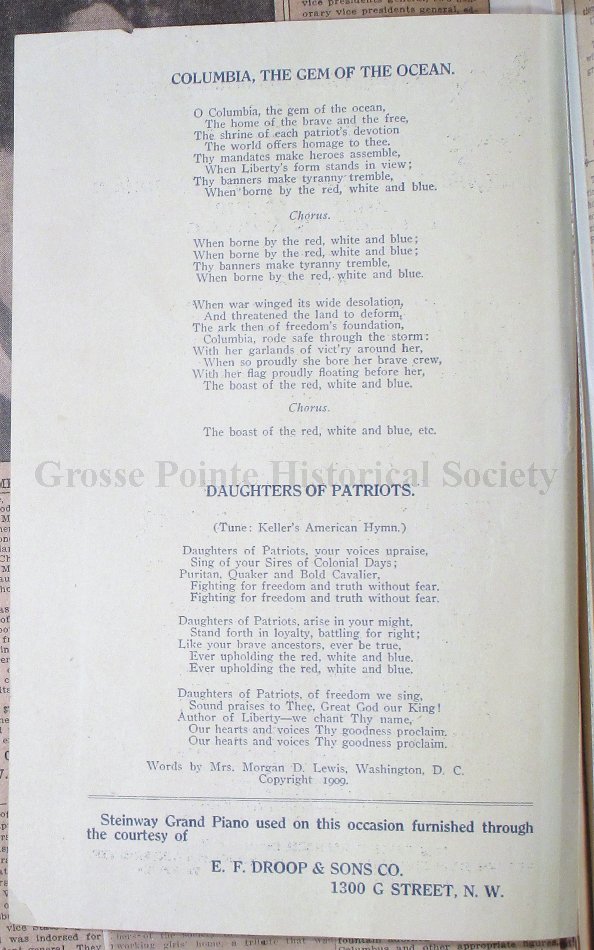 COLUMBIA, THE GEM OF THE OCEAN.
O Columbia, the gem of the ocean,
The home of the brave and the free,
The shrine of each patriot's devotion
The world offers homage to thee.
Thy mandates make heroes assemble,
When Liberty's form stands in view;
Thy banners make tyranny tremble,
When borne by the red, white and blue.
Chorus.
When borne by the red, white and blue;
When borne by the red, white and blue;
Thy banners make tyranny tremble,
When borne by the red, white and blue.
When war winged its wide desolation,
And threatened the land to deform,
The ark then of freedom's foundation,
Columbia, rode safe through the storm:
With her garlands of vict'ry around her,
When so proudly she bore her brave crew,
With her flag proudly floating before her,
The boast of the red, white and blue.
Chorus.
The boast of the red, white and blue, etc.
Grosse Pointe Historical Society
DAUGHTERS OF PATRIOTS.
(Tune: Keller's American Hymn.)
Daughters of Patriots, your voices upraise,
Sing of your Sires of Colonial Days;
Puritan, Quaker and Bold Cavalier,
Fighting for freedom and truth without fear.
Fighting for freedom and truth without fear.
Daughters of Patriots, arise in your might,
Stand forth in loyalty, battling for right;
Like your brave ancestors, ever be true,
Ever upholding the red, white and blue.
Ever upholding the red, white and blue.
Daughters of Patriots, of freedom we sing,
Sound praises to Thee, Great God our King!
Author of Liberty—we chant Thy name,
Our hearts and voices Thy goodness proclaim.
Our hearts and voices Thy goodness proclaim.
Words by Mrs. Morgan D. Lewis, Washington, D. C.
Copyright 1909.
Steinway Grand Piano used on this occasion furnished through
the courtesy of
E. F. DROOP & SONS CO.
1300 G STREET, N. W.
orary vice presidents general,
was indorsed for